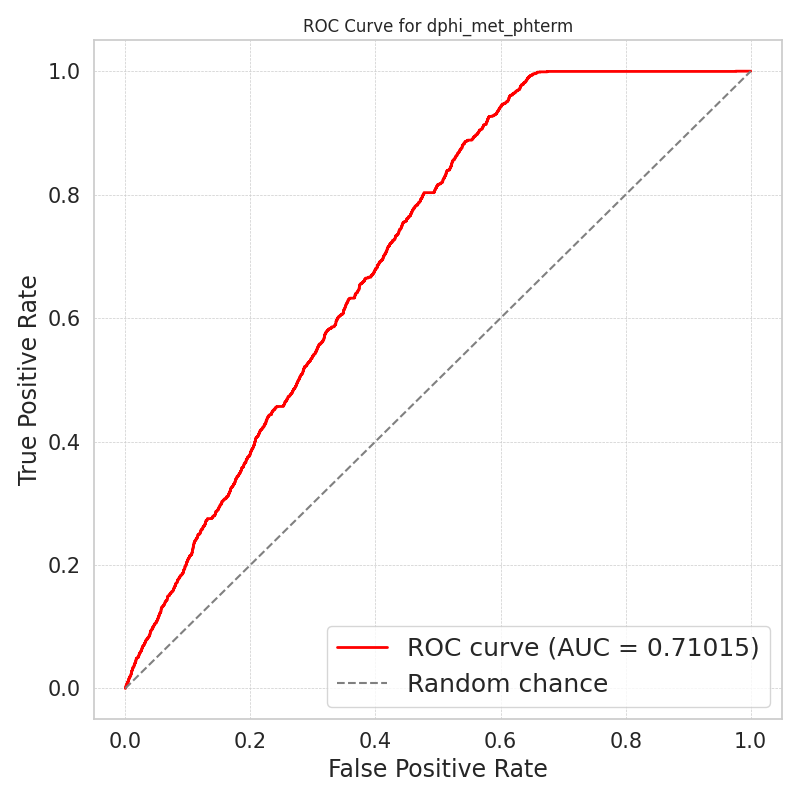 ROC Curve for dphi_met_phterm
True Positive Rate
1.0
0.8
0.6
0.4
0.2
0.0
ROC curve (AUC = 0.71015)
Random chance
0.0 0.2 0.4 0.6 0.8 1.0
False Positive Rate